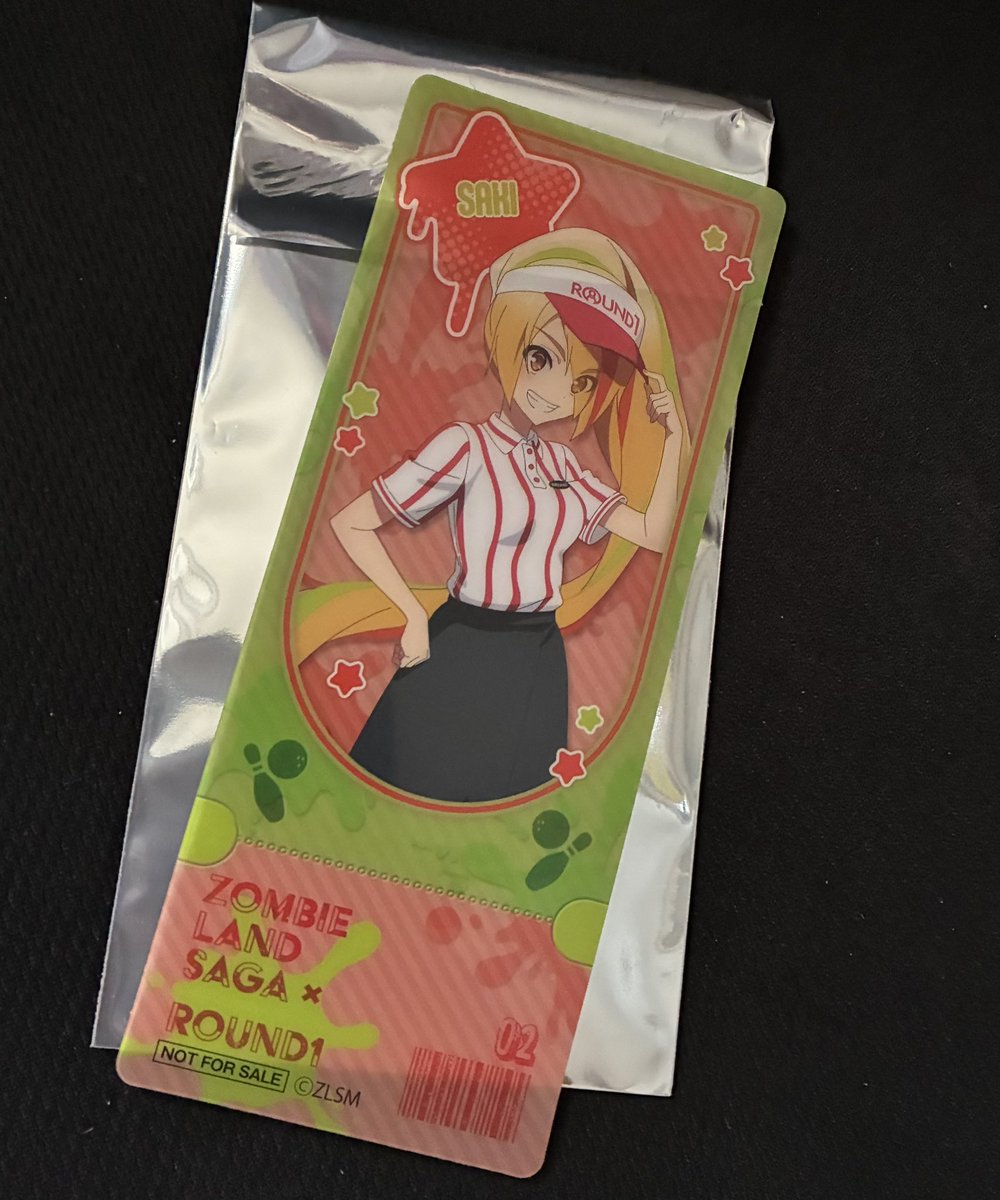 SAKI
ROUND1
ZOMBIE
LAND
SAGA ×
ROUND1
NOT FOR SALE ©ZLSM
02